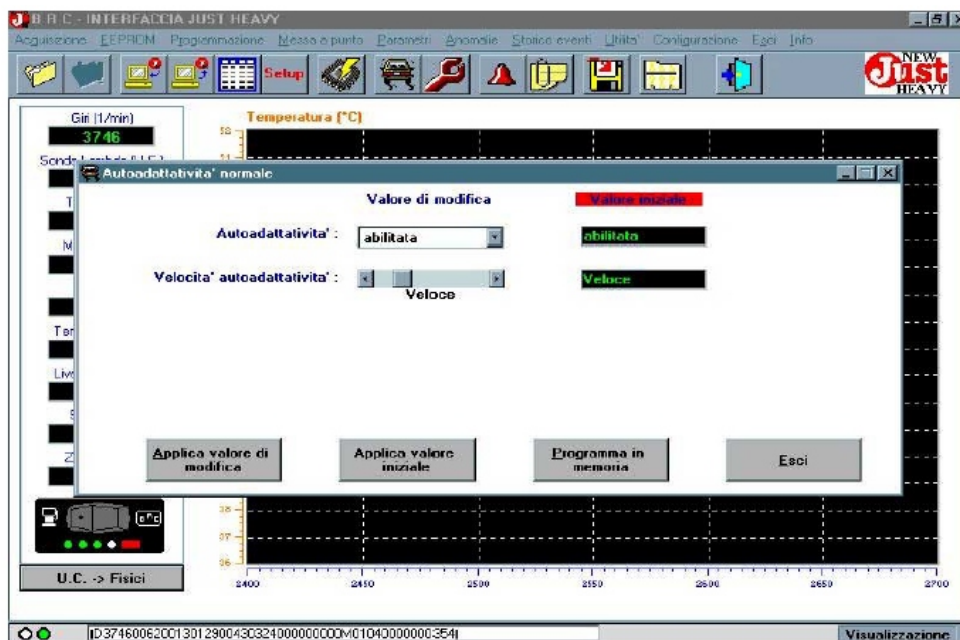 B R C - INTERFACCIA JUST HEAVY
Acquisizione EEPROM Programmazione Messa a punto Parametri Anomalie Storico eventi Utilita' Configurazione Esci Info
Setup
NEW
Just
HEAVY
Giri (1/min)
3746
Temperatura (°C)
Autoadattativita' normale
Valore di modifica
Valore iniziale
Autoadattativita' :
abilitata
abilitata
Velocita' autoadattativita' :
Veloce
Veloce
Applica valore di
modifica
Applica valore
iniziale
Programma in
memoria
Esci
U.C. -> Fisici
2400 2450 2500 2550 2600 2650 2700
Visualizzazione